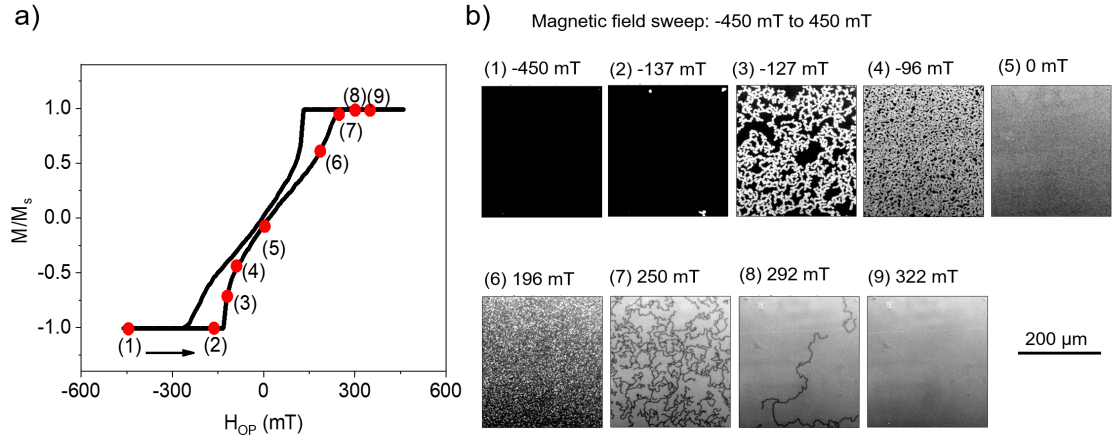 a)
1.0
0.5
0.0
-0.5
-1.0
M/Ms
-600 -300 0 300 600
HOP (mT)
(1)
(2)
(3)
(4)
(5)
(6)
(7)
(8)
(9)
b)
Magnetic field sweep: -450 mT to 450 mT
(1) -450 mT (2) -137 mT (3) -127 mT (4) -96 mT (5) 0 mT
(6) 196 mT (7) 250 mT (8) 292 mT (9) 322 mT
200 µm